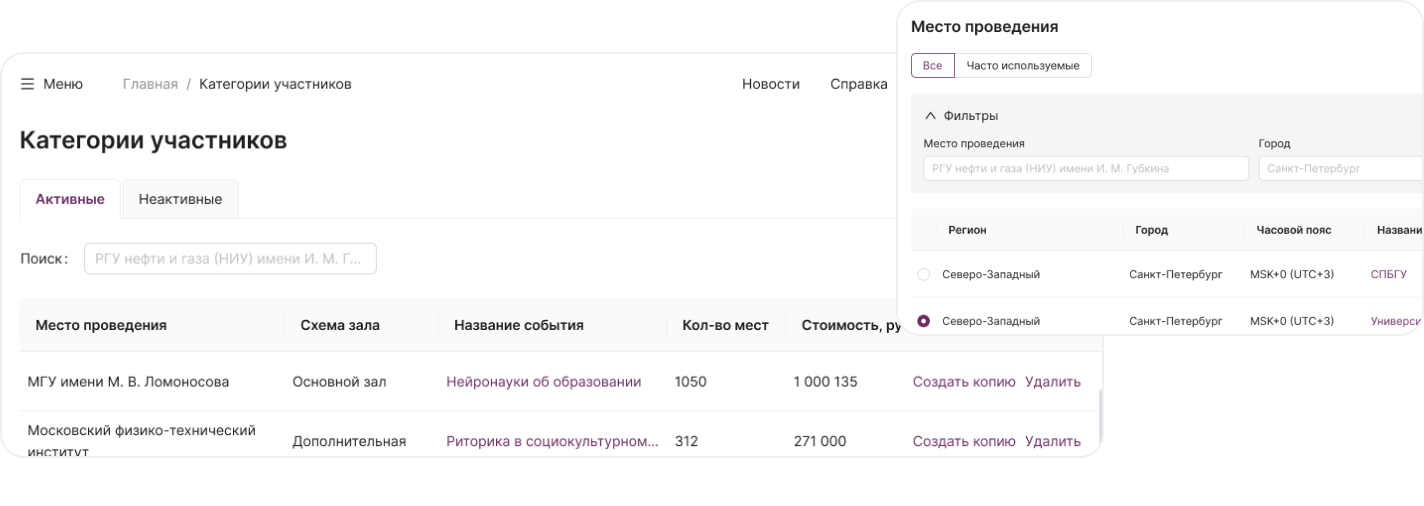 Меню
Главная / Категории участников
Новости Справка
Категории участников
Активные Неактивные
Поиск: РГУ нефти и газа (НИУ) имени И. М. Г...
Место проведения Схема зала Название события Кол-во мест Стоимость,
МГУ имени М. В. Ломоносова Основной зал Нейронауки об образовании 1050 1 000 135 Создать копию Удалить
Московский физико-технический
институт
Дополнительная Риторика в социокультурном... 312 271 000 Создать копию Удалить
Место проведения
Все Часто используемые
Фильтры
Место проведения Город
РГУ нефти и газа (НИУ) имени И. М. Губкина Санкт-Петербург
Регион Город Часовой пояс
Северо-Западный Санкт-Петербург MSK+0 (UTC+3) СПБГУ
Северо-Западный Санкт-Петербург MSK+0 (UTC+3)